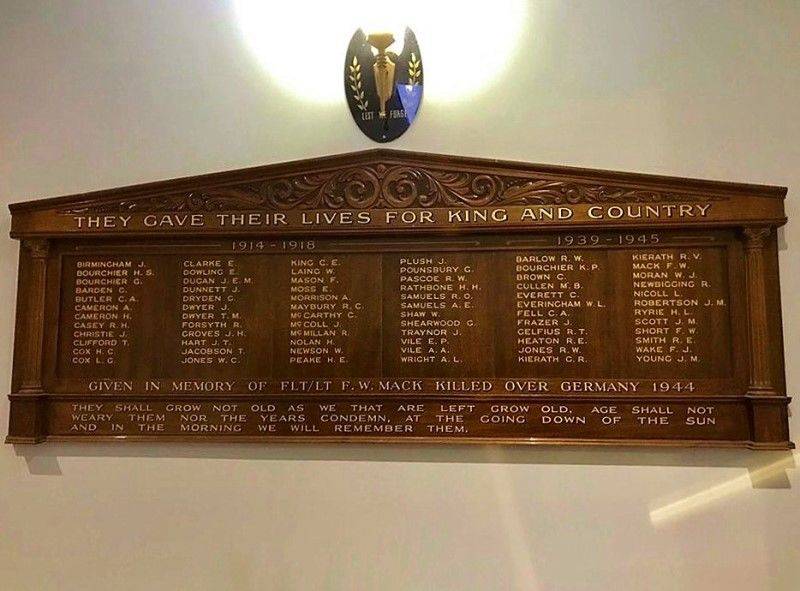 LEST WE FORGET
THEY GAVE THEIR LIVES FOR KING AND COUNTRY
1914 - 1918
BIRMINGHAM J.
BOURCHIER H. S.
BOURCHIER G.
BARDEN C.
BUTLER C. A.
CAMERON A.
CAMERON H.
CASEY R. H.
CHRISTIE J.
CLIFFORD T.
COX H. C.
COX L. G.
CLARKE E.
DOWLING E.
DUGAN J. E. M.
DUNNETT J.
DRYDEN G.
DWYER J.
DWYER T. M.
FORSYTH R.
GROVES J. H.
HART J. T.
JACOBSON T.
JONES W. C.
KING C. E.
LAING W.
MASON F.
MOSS E.
MORRISON A.
MAYBURY R. C.
McCARTHY C.
McCOLL J.
McMILLAN R.
NOLAN H.
NEWSON W.
PEAKE H. E.
PLUSH J.
POUNSBURY G.
PASCOE R. W.
RATHBONE H. H.
SAMUELS R. O.
SAMUELS A. E.
SHAW W.
SHEARWOOD G.
TRAYNOR J.
VILE E. P.
VILE A. A.
WRIGHT A. L.
1939 - 1945
BARLOW R. W.
BOURCHIER K. P.
BROWN C.
CULLEN M. B.
EVERETT C.
EVERINGHAM W. L.
FELL C. A.
FRAZER J.
GELFIUS R. T.
HEATON R. E.
JONES R. W.
KIERATH G. R.
KIERATH R. V.
MACK F. W.
MORAN W. J.
NEWBIGGING R.
NICOLL L.
ROBERTSON J. M.
RYRIE H. L.
SCOTT J. M.
SHORT F. W.
SMITH R. E.
WAKE F. J.
YOUNG J. M.
GIVEN IN MEMORY OF FLT/LT F. W. MACK KILLED OVER GERMANY 1944
THEY SHALL GROW NOT OLD AS WE THAT ARE LEFT GROW OLD, AGE SHALL NOT
WEARY THEM NOR THE YEARS CONDEMN, AT THE GOING DOWN OF THE SUN
AND IN THE MORNING WE WILL REMEMBER THEM.